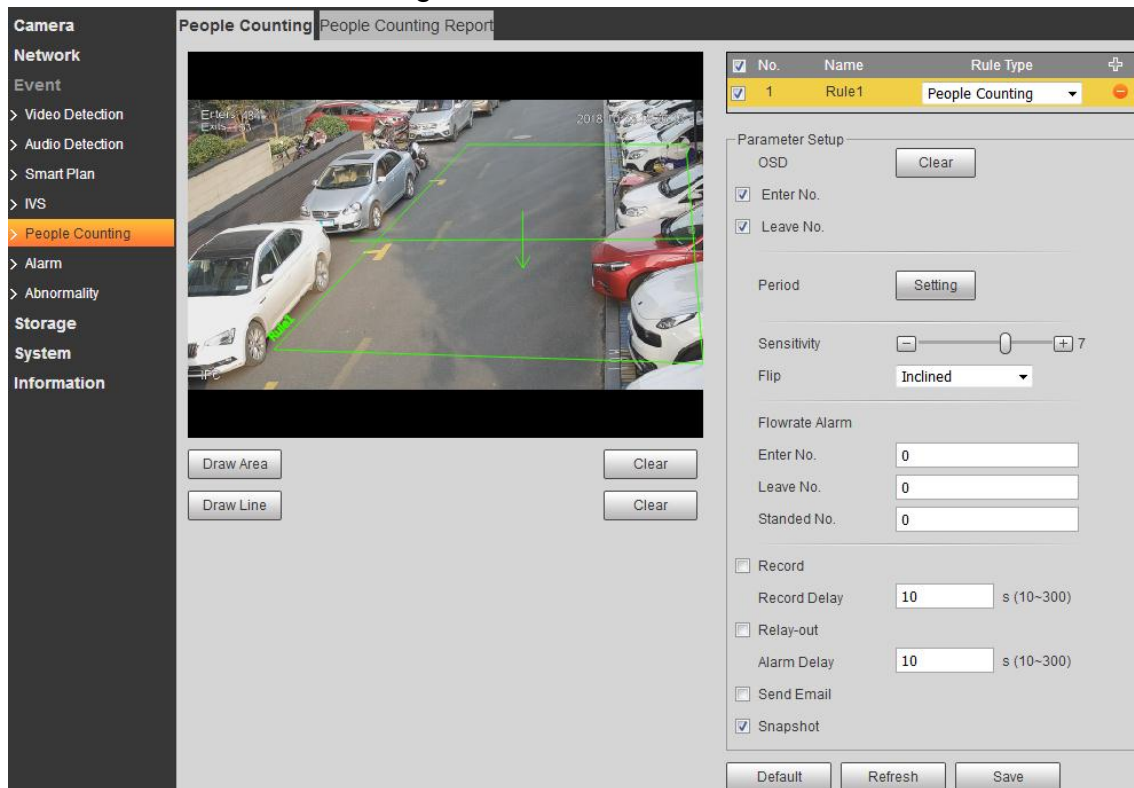 Camera
Network
Event
> Video Detection
> Audio Detection
> Smart Plan
> IVS
> People Counting
> Alarm
> Abnormality
Storage
System
Information
People Counting People Counting Report
Exits
2018
Rule1
IPC
Draw Area Clear
Draw Line Clear
No. Name Rule Type
1 Rule1 People Counting
Parameter Setup
OSD Clear
Enter No.
Leave No.
Period Setting
Sensitivity - + 7
Flip Inclined
Flowrate Alarm
Enter No. 0
Leave No. 0
Standed No. 0
Record
Record Delay 10 s (10~300)
Relay-out
Alarm Delay 10 s (10~300)
Send Email
Snapshot
Default Refresh Save